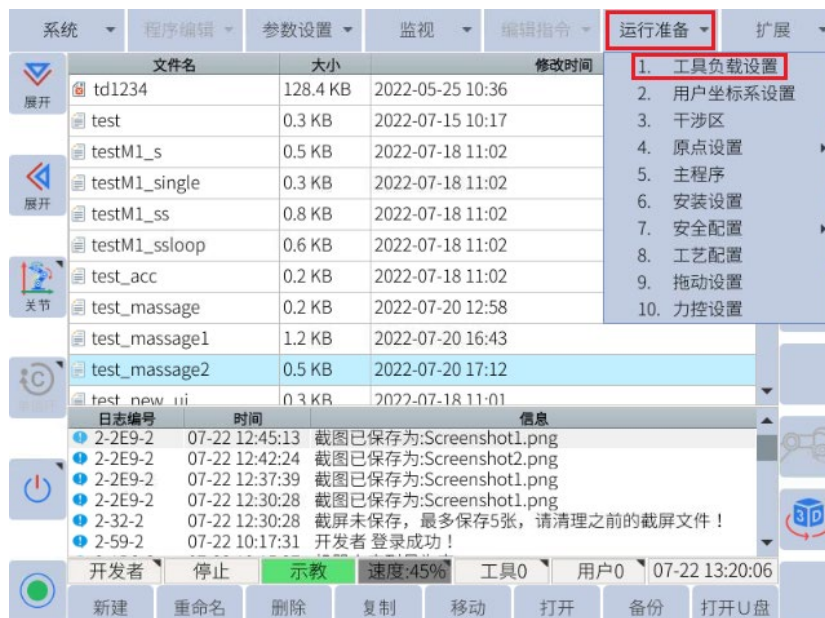 系统 程序编辑 参数设置 监视 编辑指令 运行准备 扩展
文件名 大小 修改时间
td1234 128.4 KB 2022-05-25 10:36
test 0.3 KB 2022-07-15 10:17
testM1_s 0.5 KB 2022-07-18 11:02
testM1_single 0.3 KB 2022-07-18 11:02
testM1_ss 0.8 KB 2022-07-18 11:02
testM1_ssloop 0.6 KB 2022-07-18 11:02
test_acc 0.2 KB 2022-07-18 11:02
test_massage 0.2 KB 2022-07-20 12:58
test_massage1 1.2 KB 2022-07-20 16:43
test_massage2 0.5 KB 2022-07-20 17:12
test_new_ui 0.3 KB 2022-07-18 11:01
1. 工具负载设置
2. 用户坐标系设置
3. 干涉区
4. 原点设置
5. 主程序
6. 安装设置
7. 安全配置
8. 工艺配置
9. 拖动设置
10. 力控设置
展开
展开
关节
日志编号 时间 信息
2-2E9-2 07-22 12:45:13 截图已保存为:Screenshot1.png
2-2E9-2 07-22 12:42:24 截图已保存为:Screenshot2.png
2-2E9-2 07-22 12:37:39 截图已保存为:Screenshot1.png
2-2E9-2 07-22 12:30:28 截图已保存为:Screenshot1.png
2-32-2 07-22 12:30:28 截屏未保存，最多保存5张，请清理之前的截屏文件！
2-59-2 07-22 10:17:31 开发者 登录成功！
3D
开发者 停止 示教 速度:45% 工具0 用户0 07-22 13:20:06
新建 重命名 删除 复制 移动 打开 备份 打开U盘